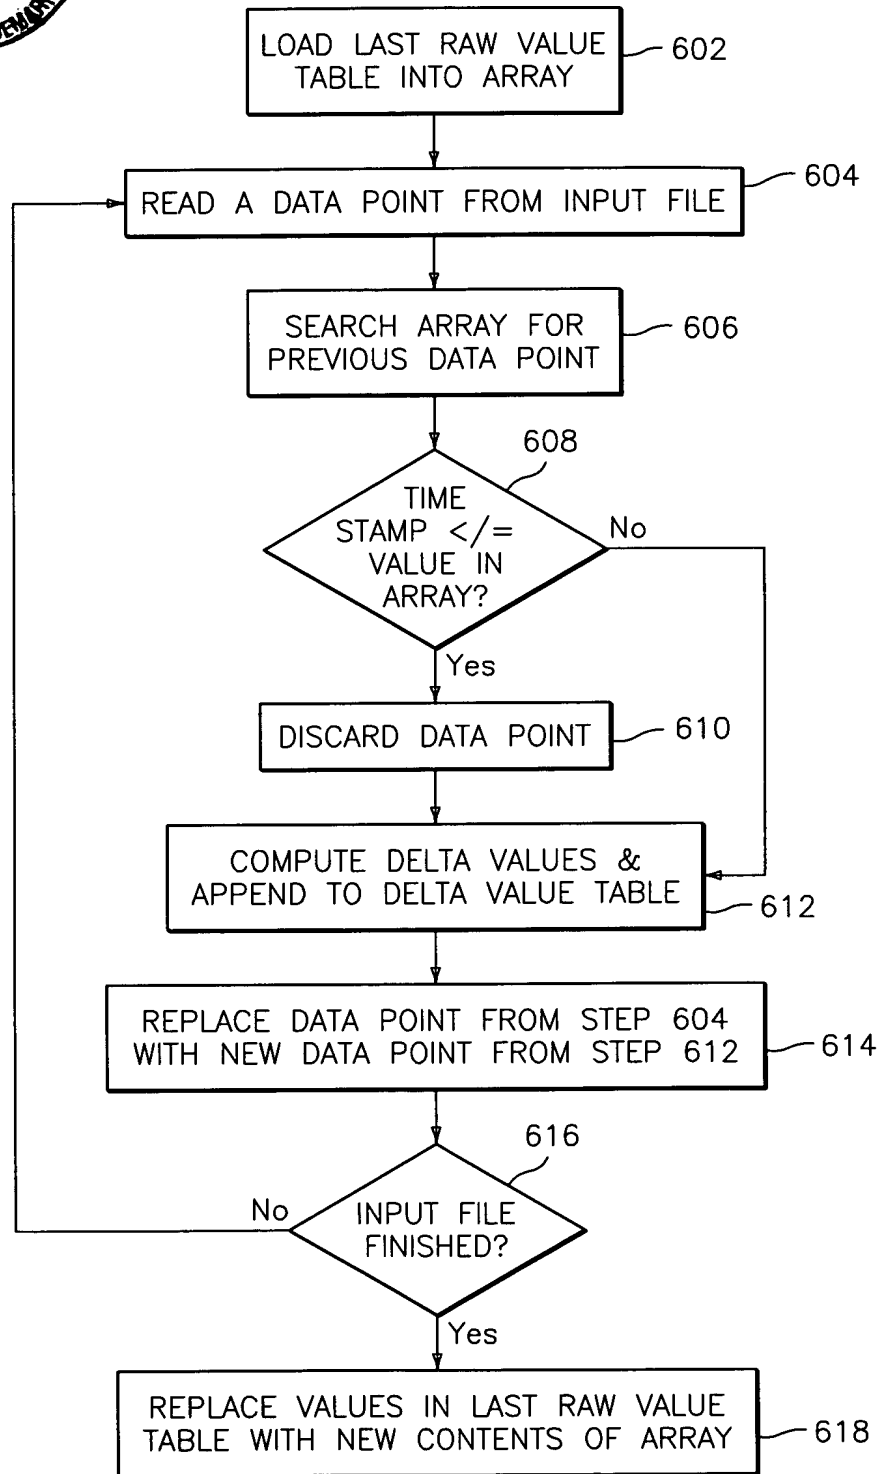 LOAD LAST RAW VALUE
TABLE INTO ARRAY
602
READ A DATA POINT FROM INPUT FILE
604
SEARCH ARRAY FOR
PREVIOUS DATA POINT
606
608
TIME
STAMP </=
VALUE IN
ARRAY?
No
Yes
DISCARD DATA POINT
610
COMPUTE DELTA VALUES &
APPEND TO DELTA VALUE TABLE
612
REPLACE DATA POINT FROM STEP 604
WITH NEW DATA POINT FROM STEP 612
614
616
INPUT FILE
FINISHED?
No
Yes
REPLACE VALUES IN LAST RAW VALUE
TABLE WITH NEW CONTENTS OF ARRAY
618